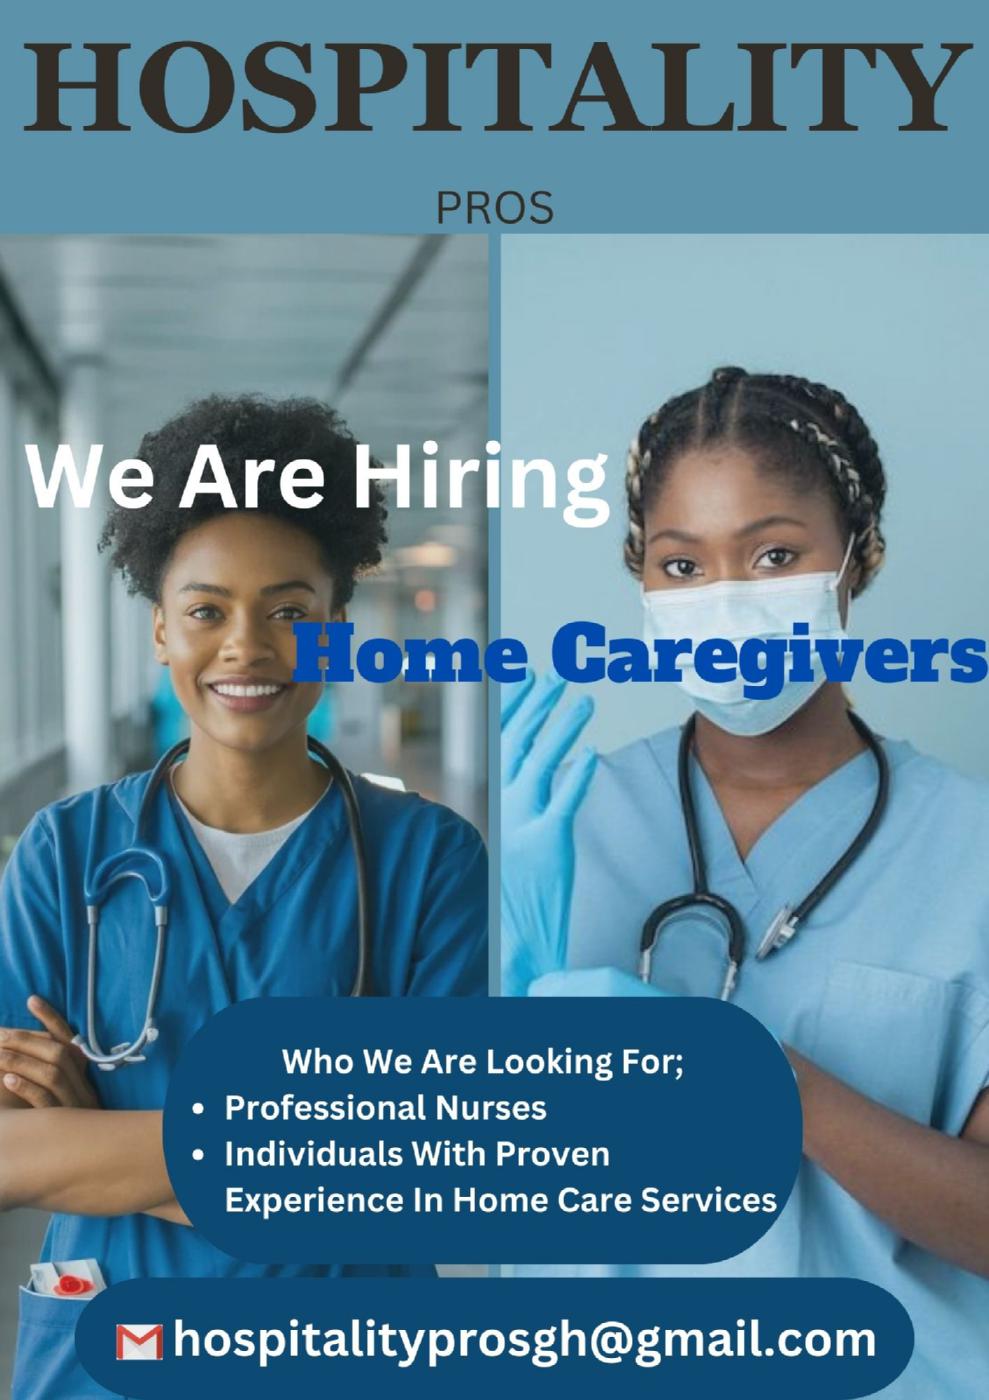 HOSPITALITY
PROS
We Are Hiring
Home Caregivers
Who We Are Looking For;
• Professional Nurses
• Individuals With Proven
Experience In Home Care Services
hospitalityprosgh@gmail.com